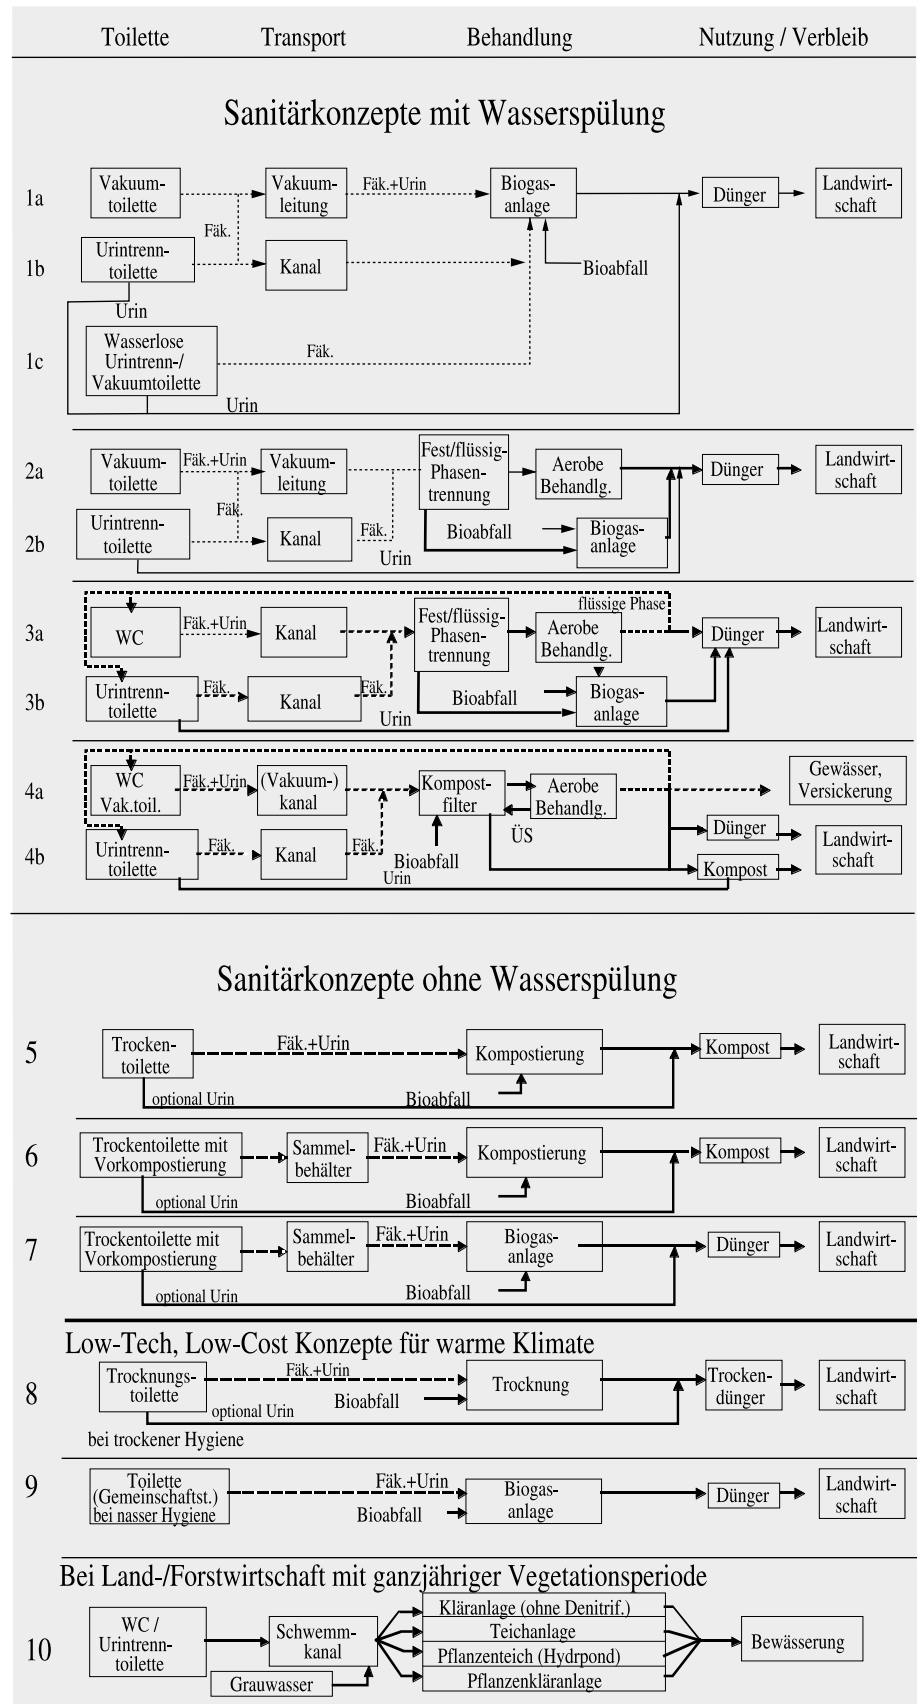 Toilette Transport Behandlung Nutzung / Verbleib
Sanitärkonzepte mit Wasserspülung
1a
Vakuum-
toilette
Vakuum-
leitung
Fäk.+Urin
Biogas-
anlage
Dünger
Landwirt-
schaft
Fäk.
1b
Urintrenn-
toilette
Kanal
Bioabfall
Urin
1c
Wasserlose
Urintrenn-/
Vakuumtoilette
Fäk.
Urin
2a
Vakuum-
toilette
Fäk.+Urin
Vakuum-
leitung
Fest/flüssig-
Phasen-
trennung
Aerobe
Behandlg.
Dünger
Landwirt-
schaft
Fäk.
2b
Urintrenn-
toilette
Kanal
Fäk.
Urin
Bioabfall
Biogas-
anlage
3a
WC
Fäk.+Urin
Kanal
Fest/flüssig-
Phasen-
trennung
Aerobe
Behandlg.
flüssige Phase
Dünger
Landwirt-
schaft
3b
Urintrenn-
toilette
Fäk.
Kanal
Fäk.
Urin
Bioabfall
Biogas-
anlage
4a
WC
Vak.toil.
Fäk.+Urin
(Vakuum-)
kanal
Kompost-
filter
Aerobe
Behandlg.
ÜS
Gewässer,
Versickerung
4b
Urintrenn-
toilette
Fäk.
Kanal
Fäk.
Bioabfall
Urin
Dünger
Kompost
Landwirt-
schaft
Sanitärkonzepte ohne Wasserspülung
5
Trocken-
toilette
Fäk.+Urin
Kompostierung
Kompost
Landwirt-
schaft
optional Urin
Bioabfall
6
Trockentoilette mit
Vorkompostierung
Sammel-
behälter
Fäk.+Urin
Kompostierung
Kompost
Landwirt-
schaft
optional Urin
Bioabfall
7
Trockentoilette mit
Vorkompostierung
Sammel-
behälter
Fäk.+Urin
Biogas-
anlage
Dünger
Landwirt-
schaft
optional Urin
Bioabfall
Low-Tech, Low-Cost Konzepte für warme Klimate
8
Trocknungs-
toilette
Fäk.+Urin
Bioabfall
Trocknung
Trocken-
dünger
Landwirt-
schaft
optional Urin
bei trockener Hygiene
9
Toilette
(Gemeinschaftst.)
bei nasser Hygiene
Fäk.+Urin
Bioabfall
Biogas-
anlage
Dünger
Landwirt-
schaft
Bei Land-/Forstwirtschaft mit ganzjähriger Vegetationsperiode
10
WC /
Urintrenn-
toilette
Schwemm-
kanal
Grauwasser
Kläranlage (ohne Denitrif.)
Teichanlage
Pflanzenteich (Hydrpond)
Pflanzenkläranlage
Bewässerung